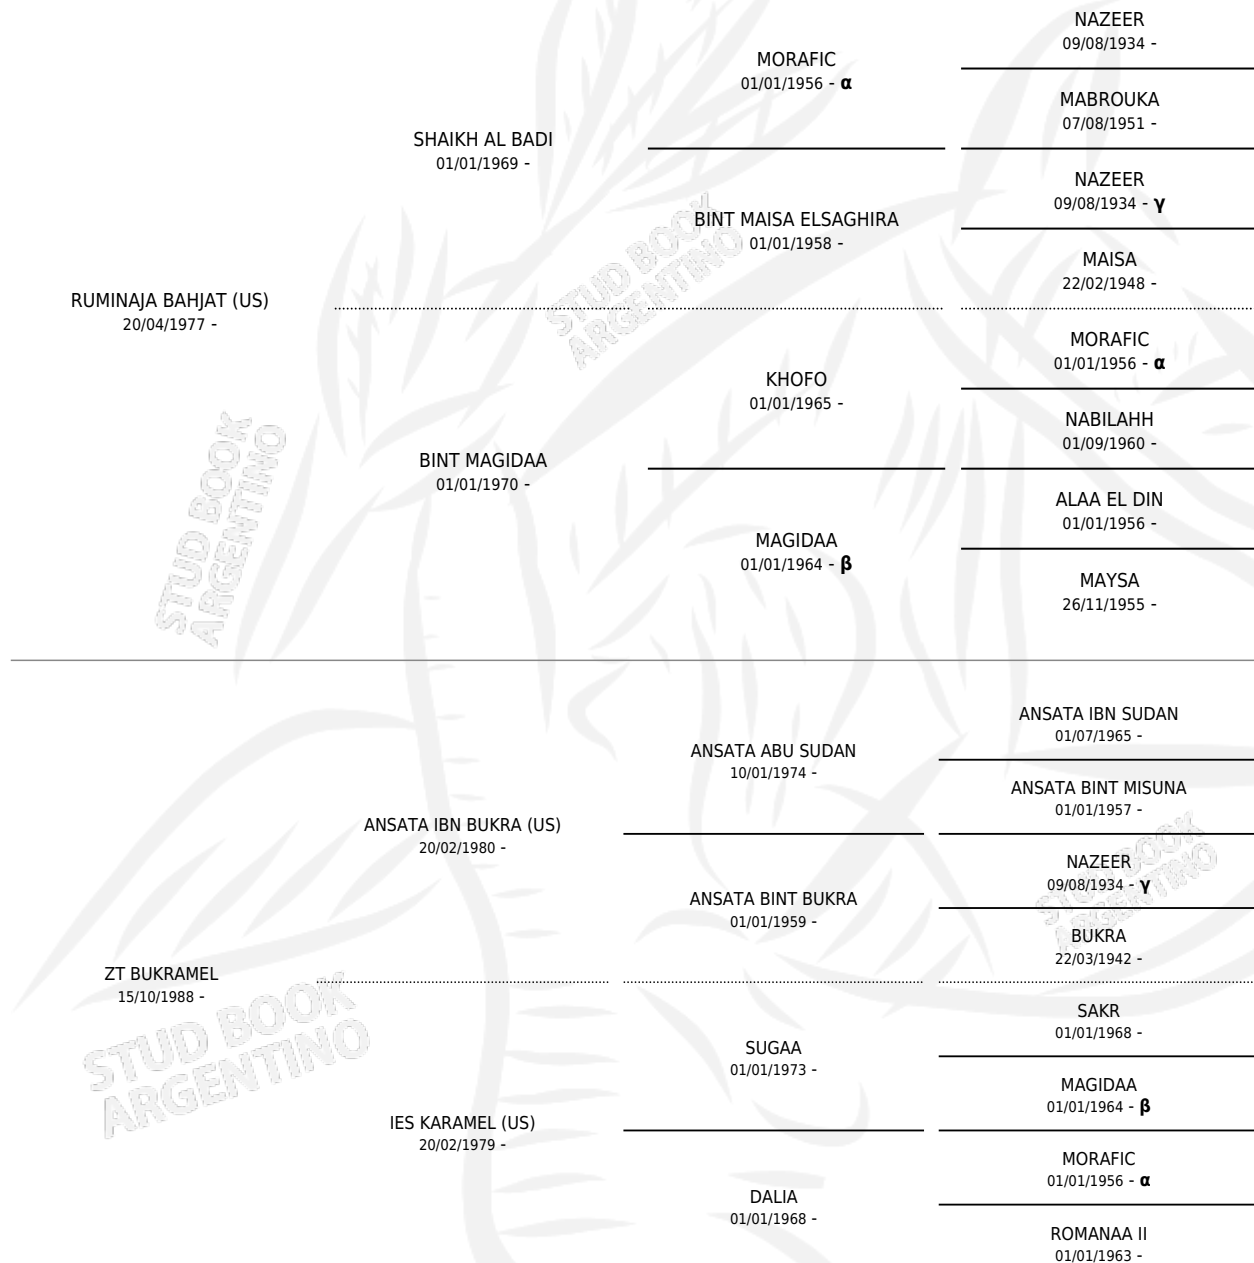 NAZEER
09/08/1934 -
MORAFIC
01/01/1956 - α
MABROUKA
07/08/1951 -
SHAIKH AL BADI
01/01/1969 -
NAZEER
09/08/1934 - γ
BINT MAISA ELSAGHIRA
01/01/1958 -
MAISA
22/02/1948 -
RUMINAJA BAHJAT (US)
20/04/1977 -
MORAFIC
01/01/1956 - α
KHOFO
01/01/1965 -
NABILAHH
01/09/1960 -
BINT MAGIDAA
01/01/1970 -
ALAA EL DIN
01/01/1956 -
MAGIDAA
01/01/1964 - β
MAYSA
26/11/1955 -
ANSATA IBN SUDAN
01/07/1965 -
ANSATA ABU SUDAN
10/01/1974 -
ANSATA BINT MISUNA
01/01/1957 -
ANSATA IBN BUKRA (US)
20/02/1980 -
NAZEER
09/08/1934 - γ
ANSATA BINT BUKRA
01/01/1959 -
BUKRA
22/03/1942 -
ZT BUKRAMEL
15/10/1988 -
SAKR
01/01/1968 -
SUGAA
01/01/1973 -
MAGIDAA
01/01/1964 - β
IES KARAMEL (US)
20/02/1979 -
MORAFIC
01/01/1956 - α
DALIA
01/01/1968 -
ROMANAA II
01/01/1963 -
STUD BOOK
ARGENTINO
STUD BOOK
ARGENTINO
STUD BOOK
ARGENTINO
STUD BOOK
ARGENTINO